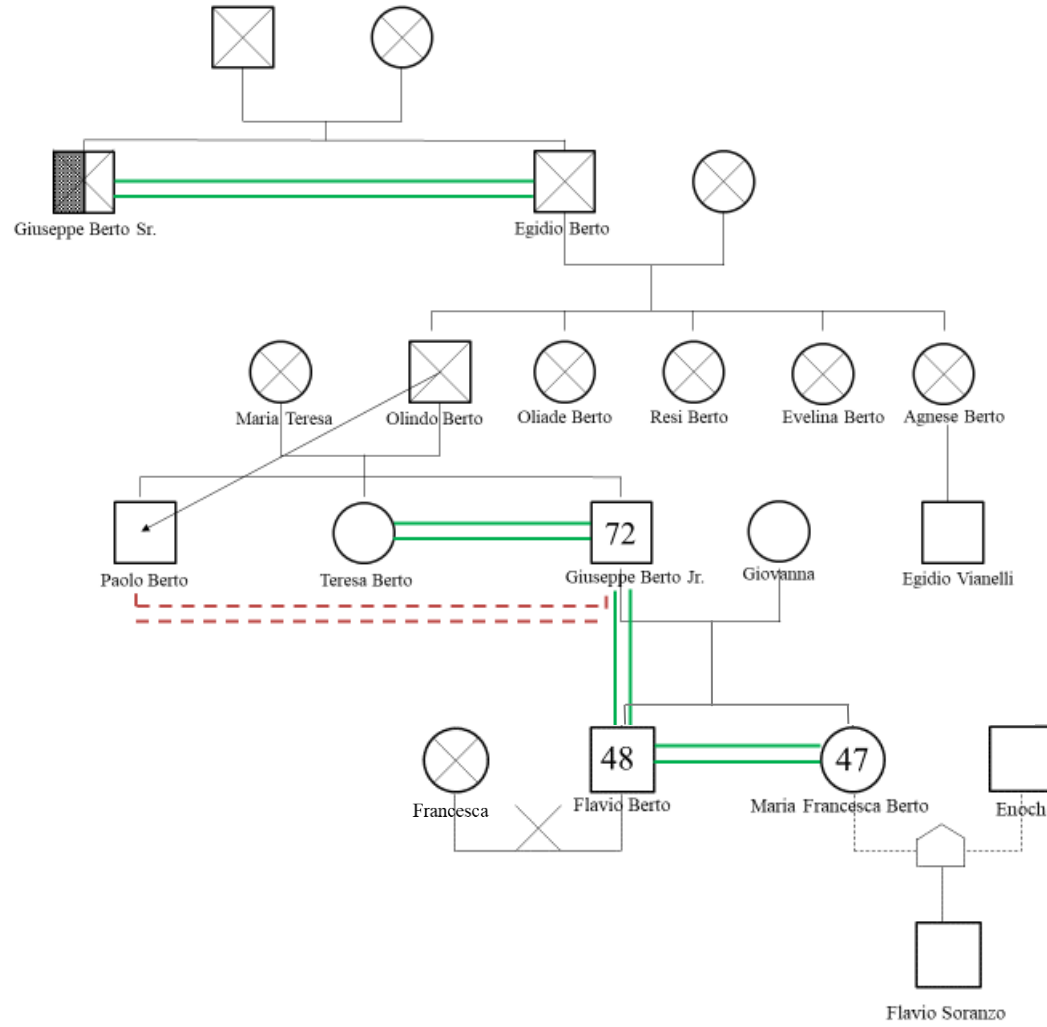 Giuseppe Berto Sr.
Egidio Berto
Maria Teresa
Olindo Berto
Oliade Berto
Resi Berto
Evelina Berto
Agnese Berto
72
Paolo Berto
Teresa Berto
Giuseppe Berto Jr.
Giovanna
Egidio Vianelli
48
47
Francesca
Flavio Berto
Maria Francesca Berto
Enoch
Flavio Soranzo